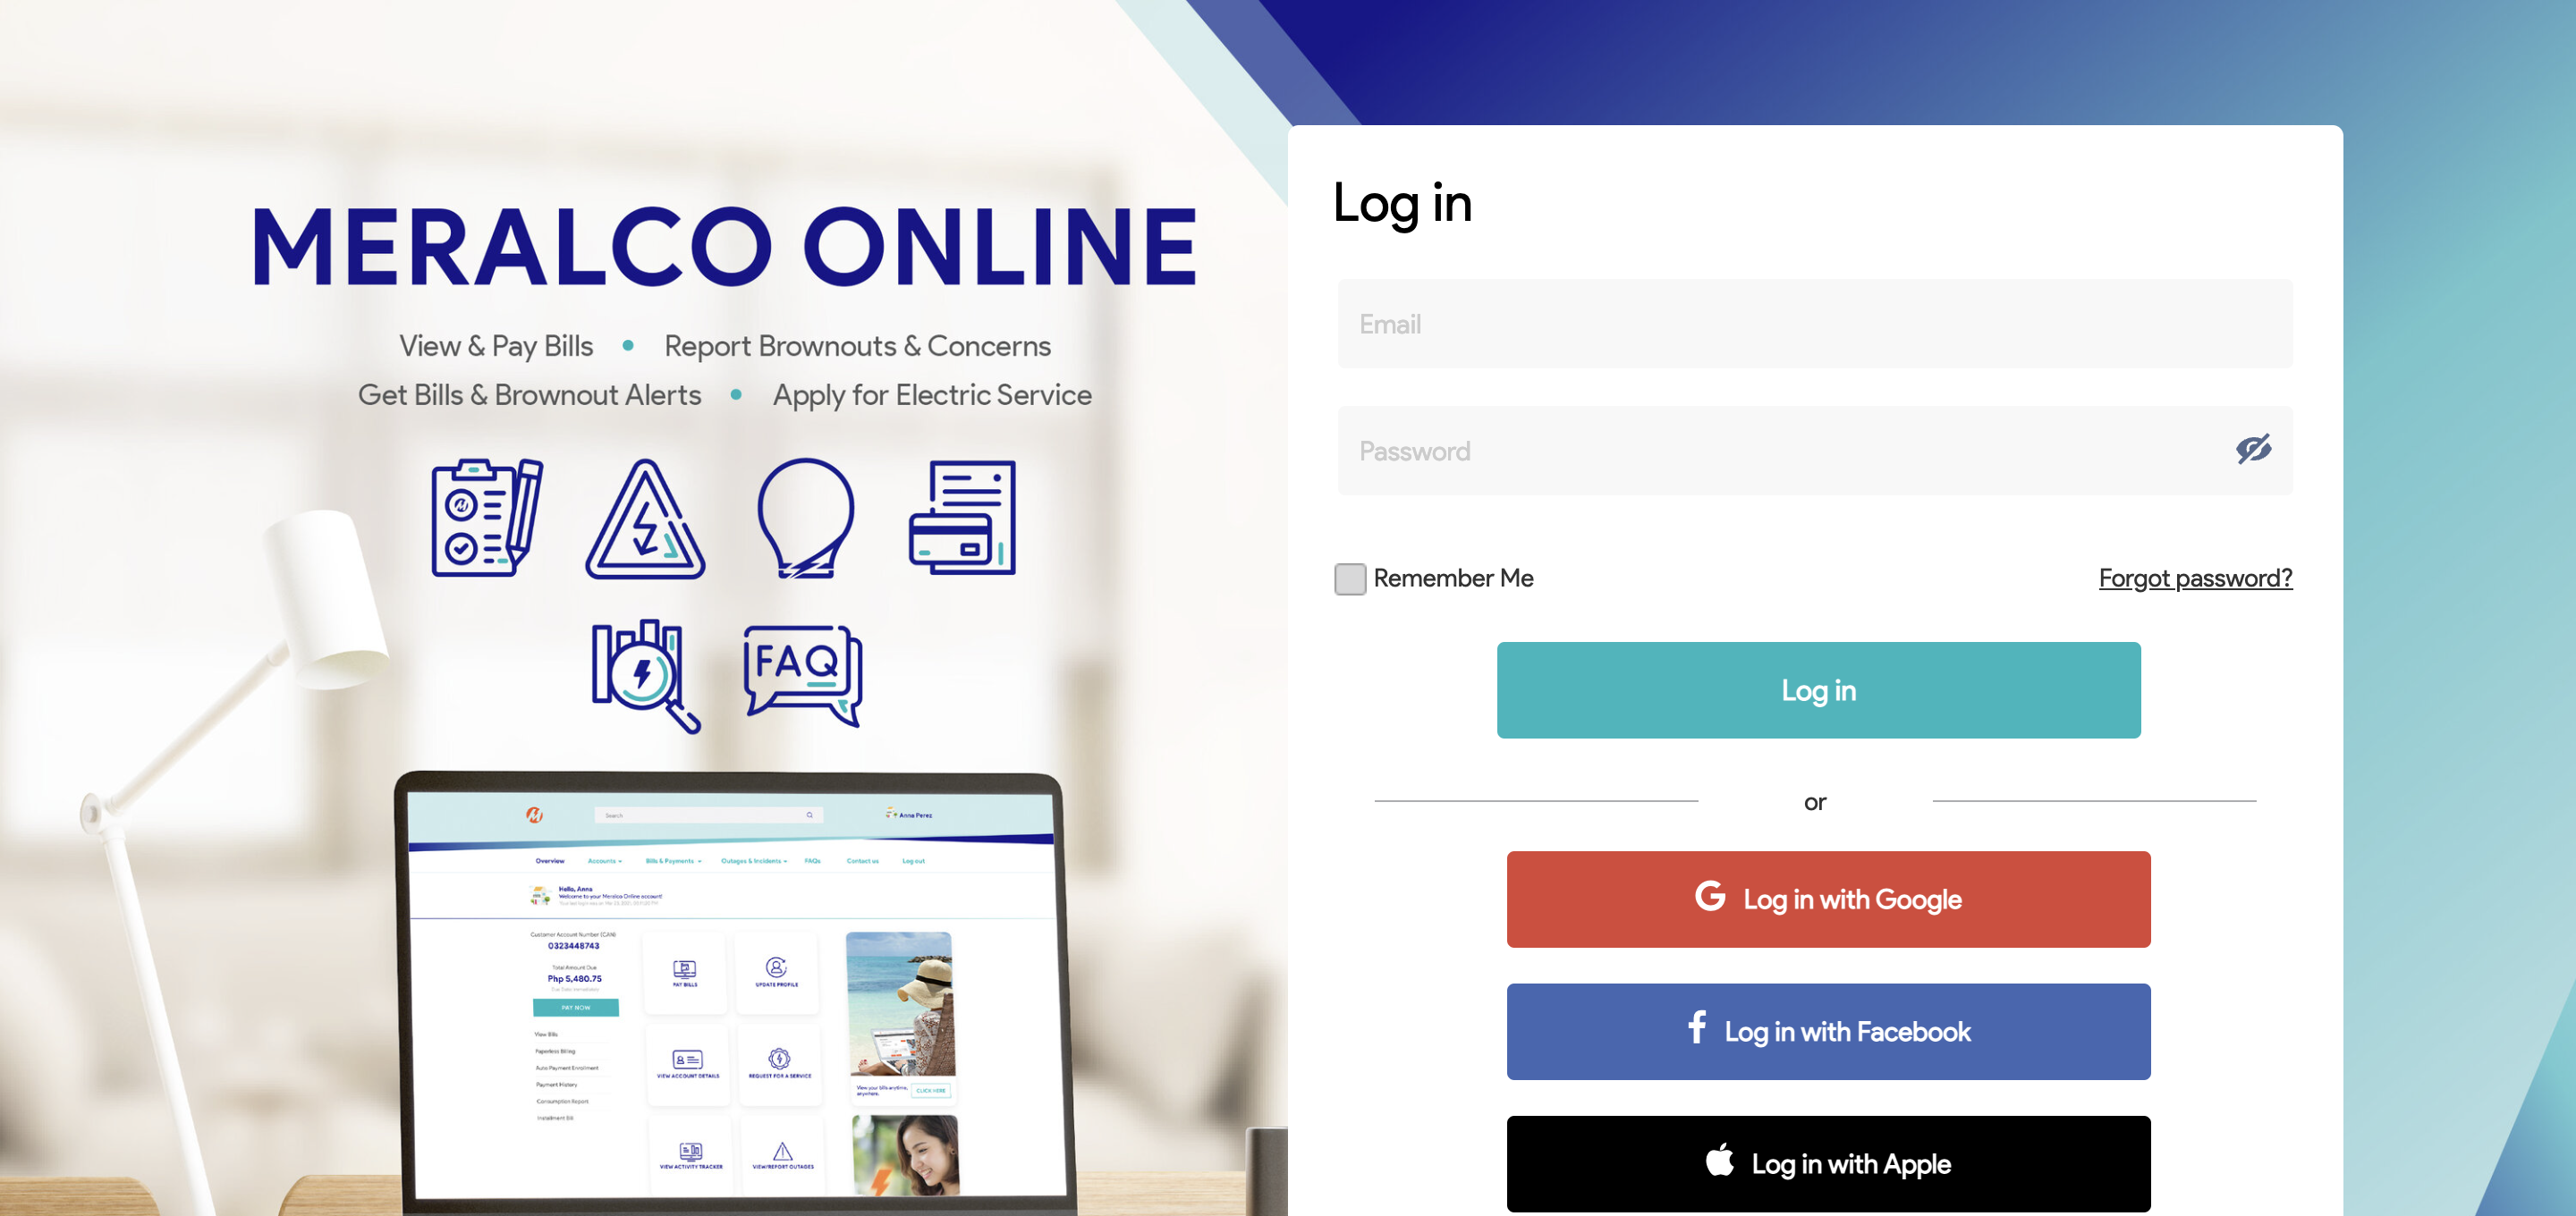 MERALCO ONLINE
View & Pay Bills • Report Brownouts & Concerns
Get Bills & Brownout Alerts • Apply for Electric Service
FAQ
Search
Anna Perez
Overview Accounts Bills & Payments Outages & Incidents FAQs Contact us Log out
Hello, Anna
Welcome to your Meralco Online account!
Customer Account Number (CAN)
0323448743
Total Amount Due
Php 5,480.75
PAY NOW
View Bills
Paperless Billing
Auto Payment Enrollment
Payment History
Consumption Report
Installment Bill
PAY BILLS
UPDATE PROFILE
VIEW ACCOUNT DETAILS
REQUEST FOR A SERVICE
VIEW ACTIVITY TRACKER
VIEW/REPORT OUTAGES
View your bills anytime,
anywhere.
CLICK HERE
Log in
Email
Password
Remember Me
Forgot password?
Log in
or
Log in with Google
Log in with Facebook
Log in with Apple